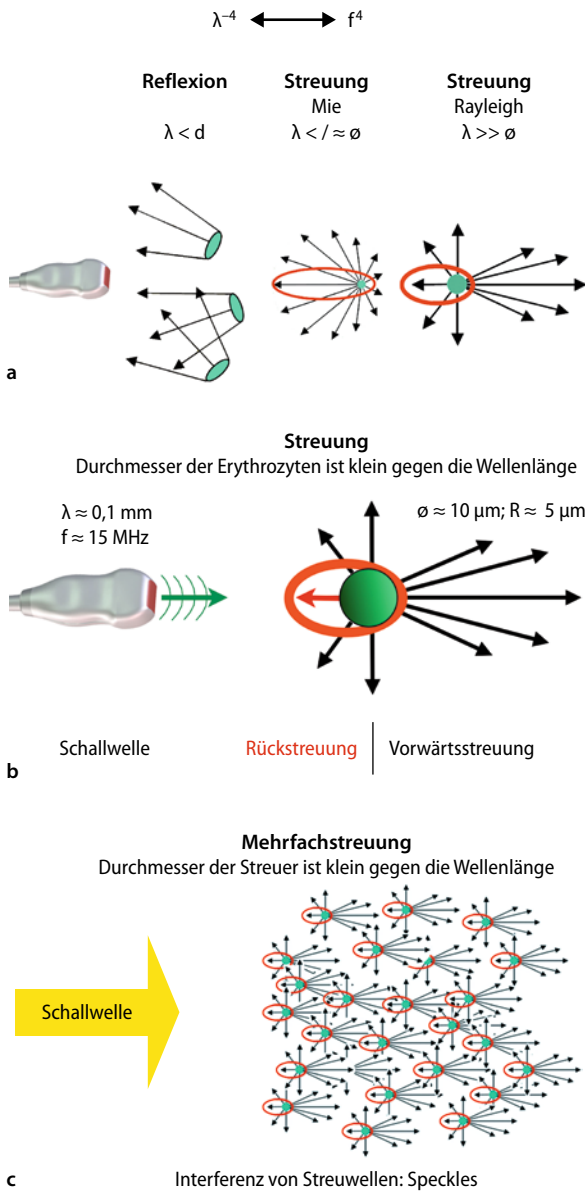 λ⁻⁴ ⟷ f⁴
Reflexion
λ < d
Streuung
Mie
λ < / ≈ ø
Streuung
Rayleigh
λ >> ø
a
Streuung
Durchmesser der Erythrozyten ist klein gegen die Wellenlänge
λ ≈ 0,1 mm
f ≈ 15 MHz
ø ≈ 10 µm; R ≈ 5 µm
Schallwelle
Rückstreuung
Vorwärtsstreuung
b
Mehrfachstreuung
Durchmesser der Streuer ist klein gegen die Wellenlänge
Schallwelle
c
Interferenz von Streuwellen: Speckles